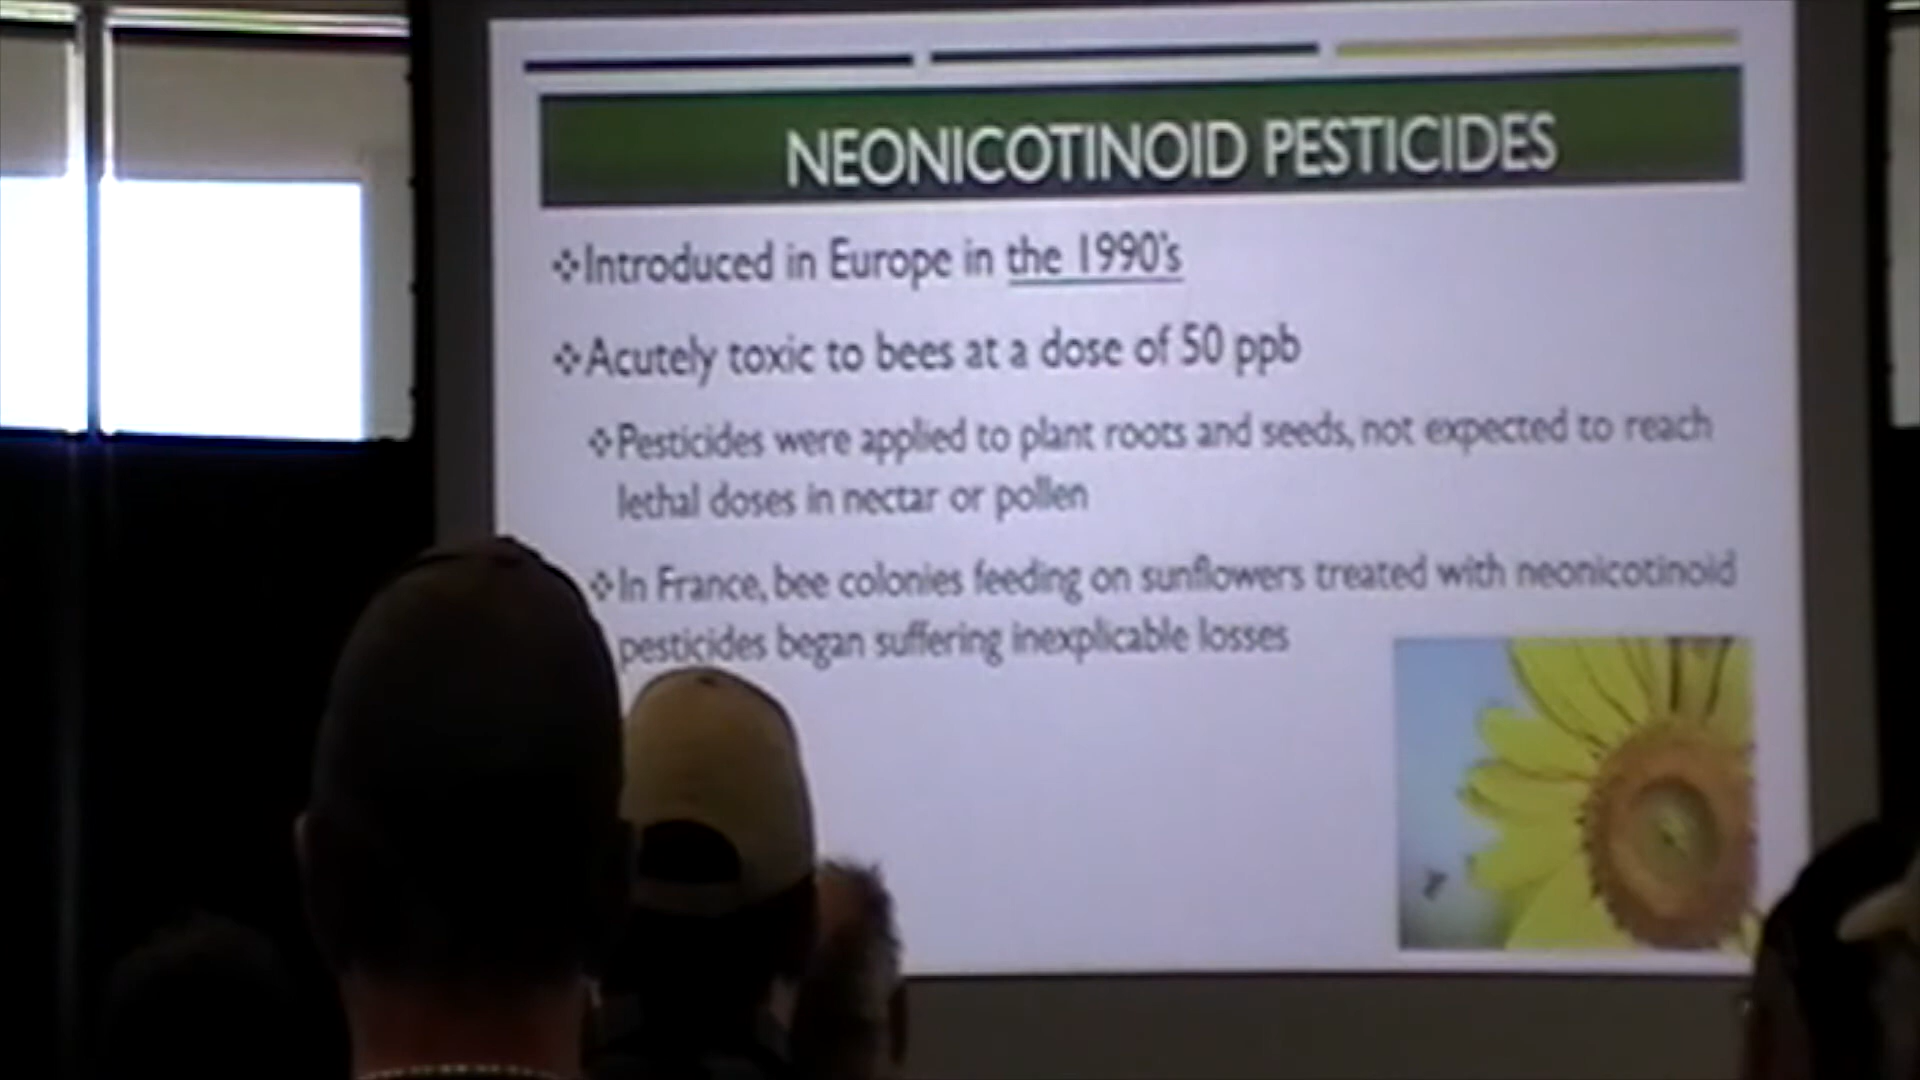 NEONICOTINOID PESTICIDES
❖Introduced in Europe in the 1990's
❖Acutely toxic to bees at a dose of 50 ppb
❖Pesticides were applied to plant roots and seeds, not expected to reach
lethal doses in nectar or pollen
❖In France, bee colonies feeding on sunflowers treated with neonicotinoid
pesticides began suffering inexplicable losses